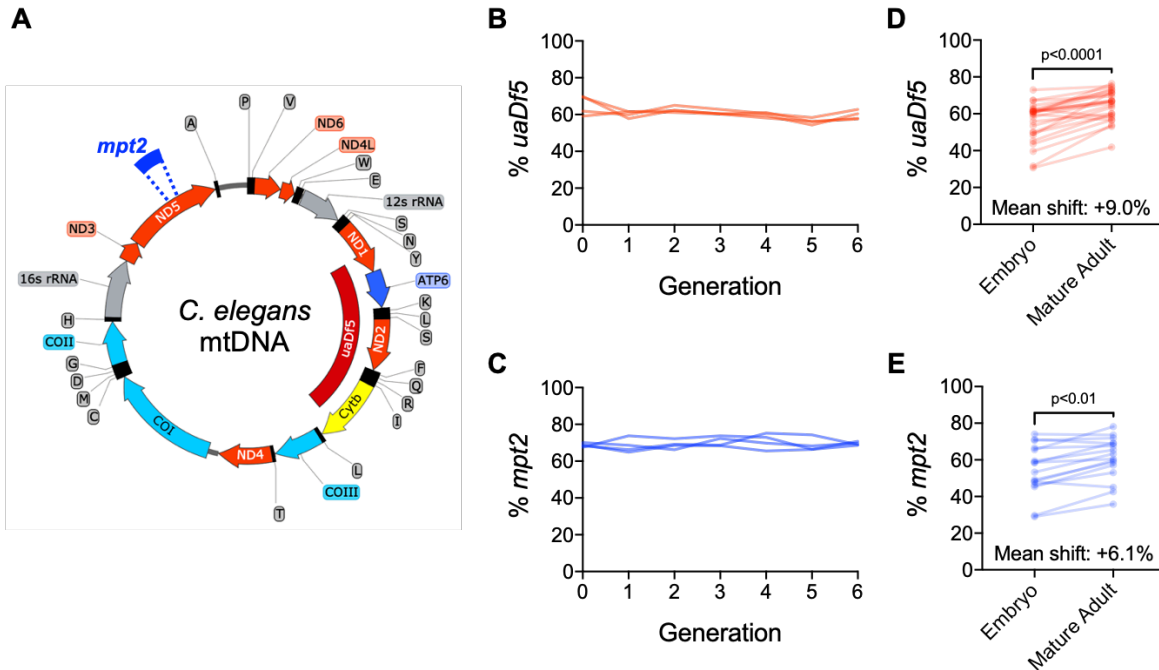 A
P
V
A
ND6
ND4L
mpt2
W
E
12s rRNA
ND5
S
N
Y
ND3
ND1
16s rRNA
ATP6
C. elegans
mtDNA
K
L
S
uaDf5
ND2
H
COII
G
D
M
C
F
Q
R
I
Cytb
COI
ND4
L
COIII
T
B
% uaDf5
100
80
60
40
20
0
0 1 2 3 4 5 6
Generation
C
% mpt2
100
80
60
40
20
0
0 1 2 3 4 5 6
Generation
D
% uaDf5
100
80
60
40
20
0
p<0.0001
Mean shift: +9.0%
Embryo
Mature Adult
E
% mpt2
100
80
60
40
20
0
p<0.01
Mean shift: +6.1%
Embryo
Mature Adult